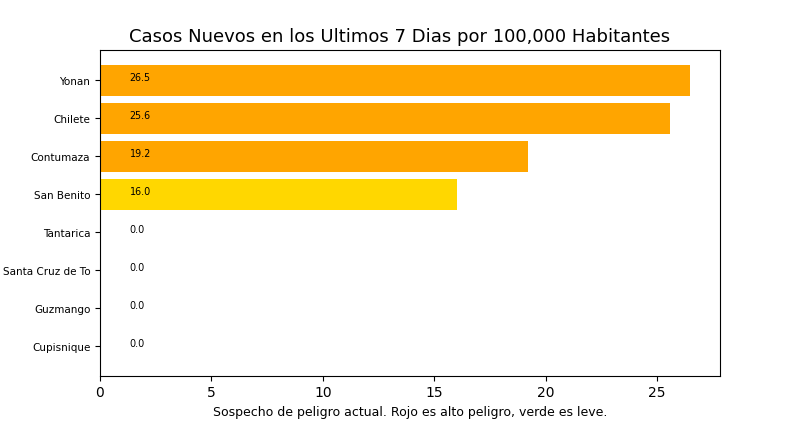 Casos Nuevos en los Ultimos 7 Dias por 100,000 Habitantes
Yonan 26.5
Chilete 25.6
Contumaza 19.2
San Benito 16.0
Tantarica 0.0
Santa Cruz de To 0.0
Guzmango 0.0
Cupisnique 0.0
0 5 10 15 20 25
Sospecho de peligro actual. Rojo es alto peligro, verde es leve.